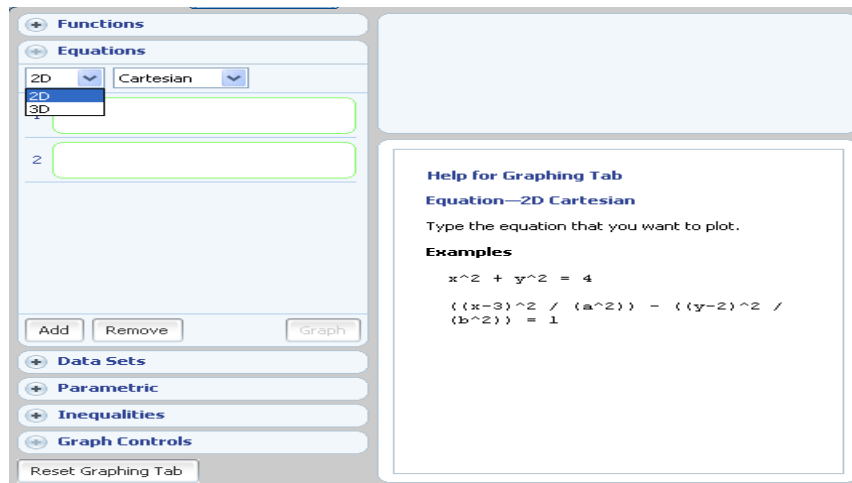 Functions
Equations
2D Cartesian
2D
3D
1
2
Add Remove Graph
Data Sets
Parametric
Inequalities
Graph Controls
Reset Graphing Tab
Help for Graphing Tab
Equation—2D Cartesian
Type the equation that you want to plot.
Examples
x^2 + y^2 = 4
((x-3)^2 / (a^2)) - ((y-2)^2 /
(b^2)) = 1